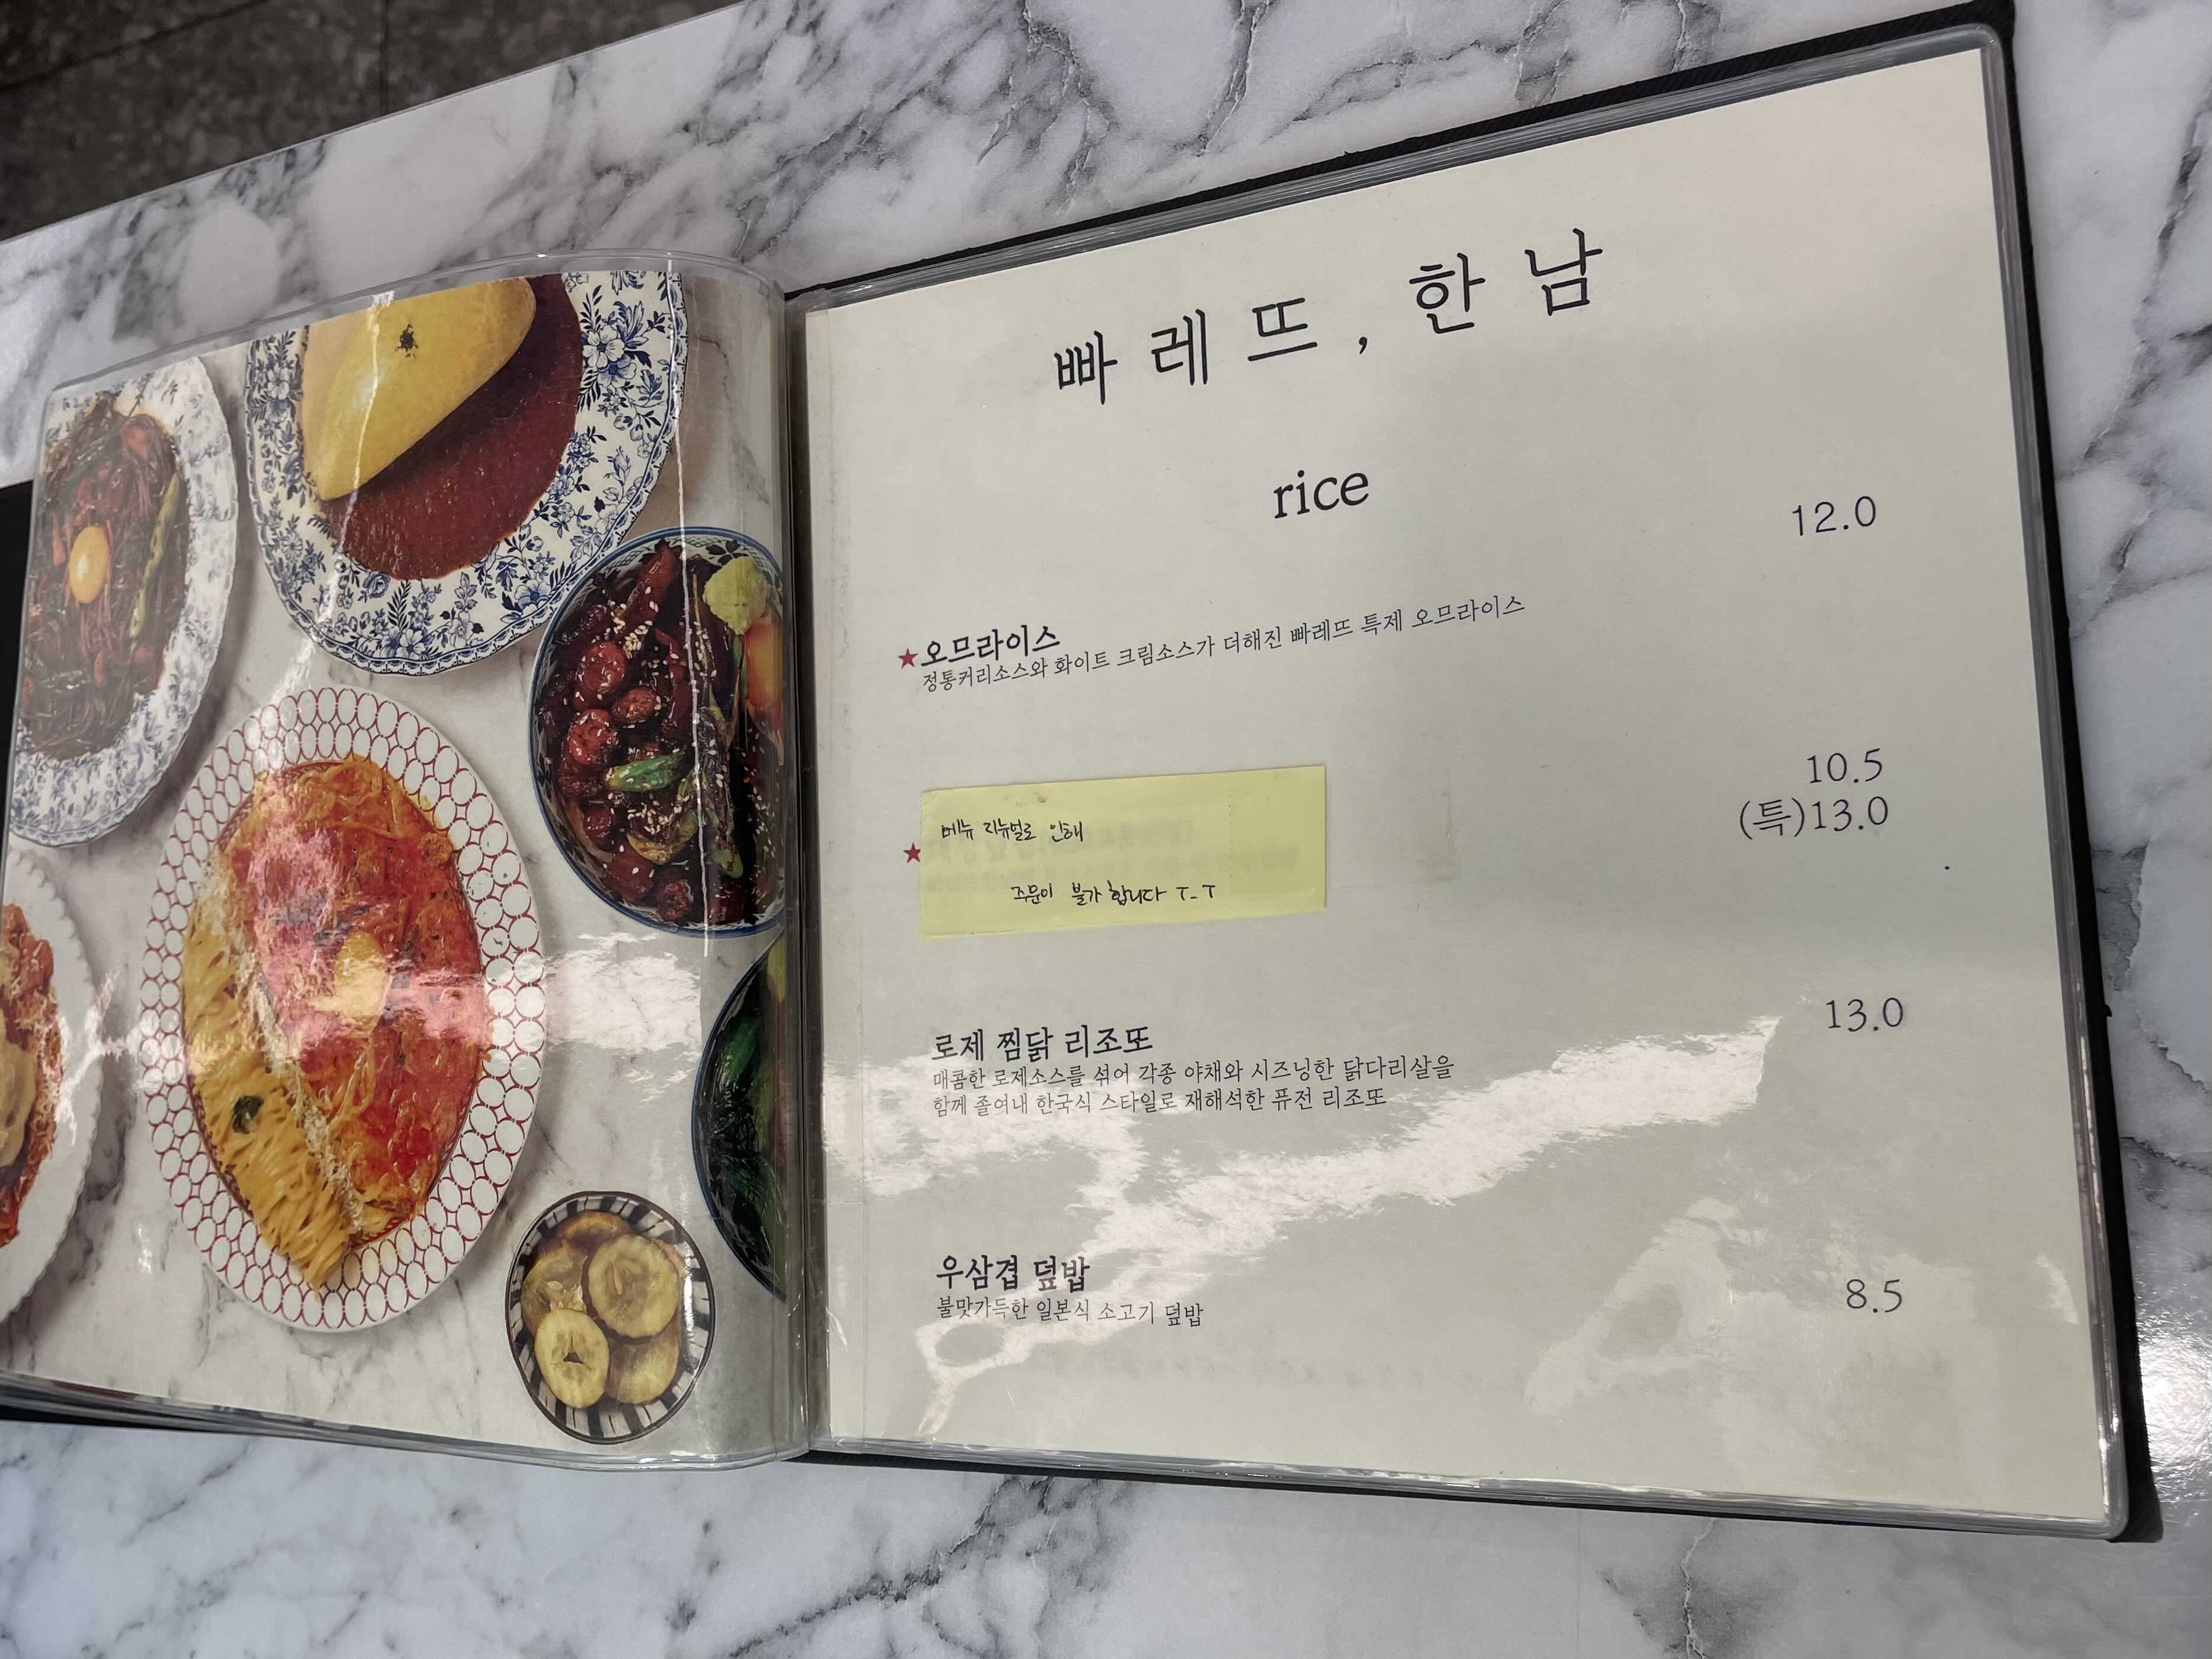 빠레뜨, 한남
rice
12.0
★오므라이스
정통커리소스와 화이트 크림소스가 더해진 빠레뜨 특제 오므라이스
10.5
(특)13.0
★
메뉴 리뉴얼로 인해
주문이 불가합니다 T_T
13.0
로제 찜닭 리조또
매콤한 로제소스를 섞어 각종 야채와 시즈닝한 닭다리살을
함께 졸여내 한국식 스타일로 재해석한 퓨전 리조또
우삼겹 덮밥
8.5
불맛가득한 일본식 소고기 덮밥